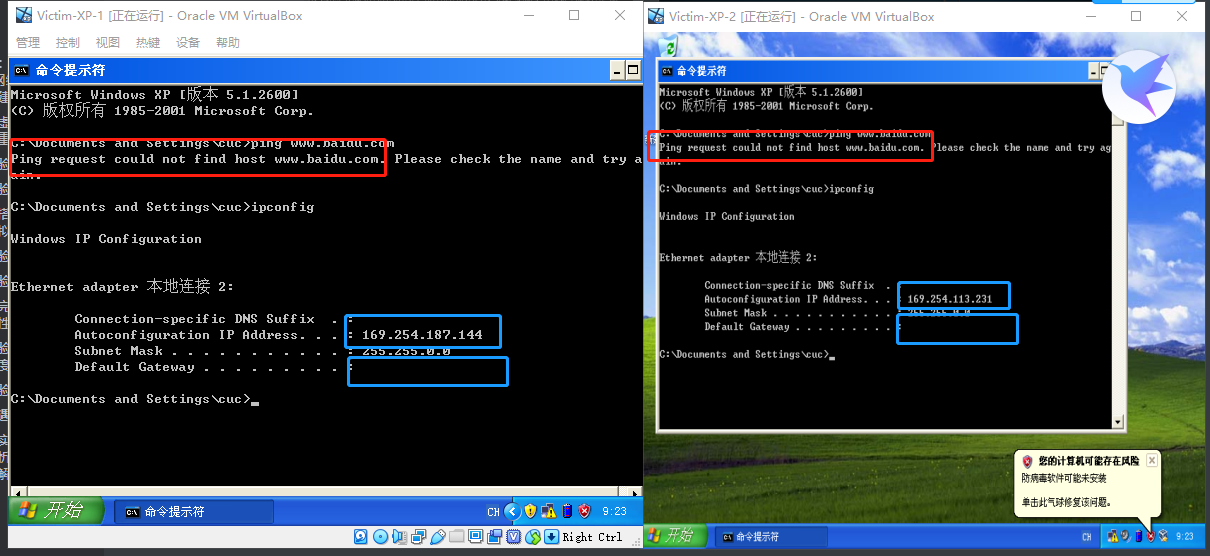 Victim-XP-1 [正在运行] - Oracle VM VirtualBox
管理 控制 视图 热键 设备 帮助
命令提示符
Microsoft Windows XP [版本 5.1.2600]
(C) 版权所有 1985-2001 Microsoft Corp.
C:\Documents and Settings\cuc>ping www.baidu.com
Ping request could not find host www.baidu.com. Please check the name and try a
ain.
C:\Documents and Settings\cuc>ipconfig
Windows IP Configuration
Ethernet adapter 本地连接 2:
Connection-specific DNS Suffix . :
Autoconfiguration IP Address. . . : 169.254.187.144
Subnet Mask . . . . . . . . . . . : 255.255.0.0
Default Gateway . . . . . . . . . :
C:\Documents and Settings\cuc>
开始 命令提示符 CH 9:23
Right Ctrl
Victim-XP-2 [正在运行] - Oracle VM VirtualBox
命令提示符
Microsoft Windows XP [版本 5.1.2600]
(C) 版权所有 1985-2001 Microsoft Corp.
C:\Documents and Settings\cuc>ping www.baidu.com
Ping request could not find host www.baidu.com. Please check the name and try ag
ain.
C:\Documents and Settings\cuc>ipconfig
Windows IP Configuration
Ethernet adapter 本地连接 2:
Connection-specific DNS Suffix . :
Autoconfiguration IP Address. . . : 169.254.113.231
Subnet Mask . . . . . . . . . . . : 255.255.0.0
Default Gateway . . . . . . . . . :
C:\Documents and Settings\cuc>
您的计算机可能存在风险
防病毒软件可能未安装
单击此气球修复该问题。
开始 命令提示符 CH 9:23